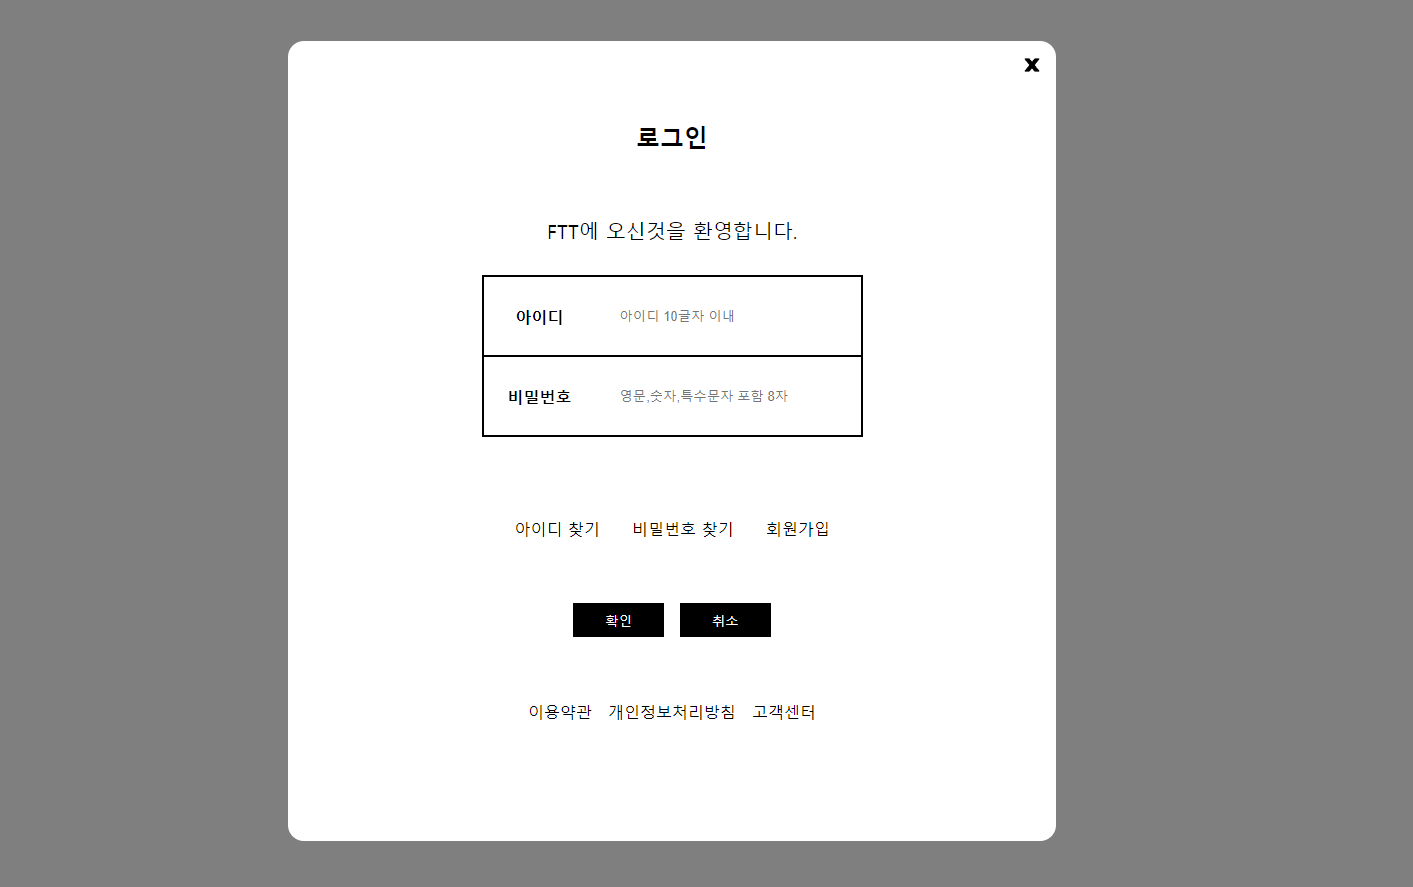 X
로그인
FTT에 오신것을 환영합니다.
아이디 아이디 10글자 이내
비밀번호 영문,숫자,특수문자 포함 8자
아이디 찾기 비밀번호 찾기 회원가입
확인 취소
이용약관 개인정보처리방침 고객센터